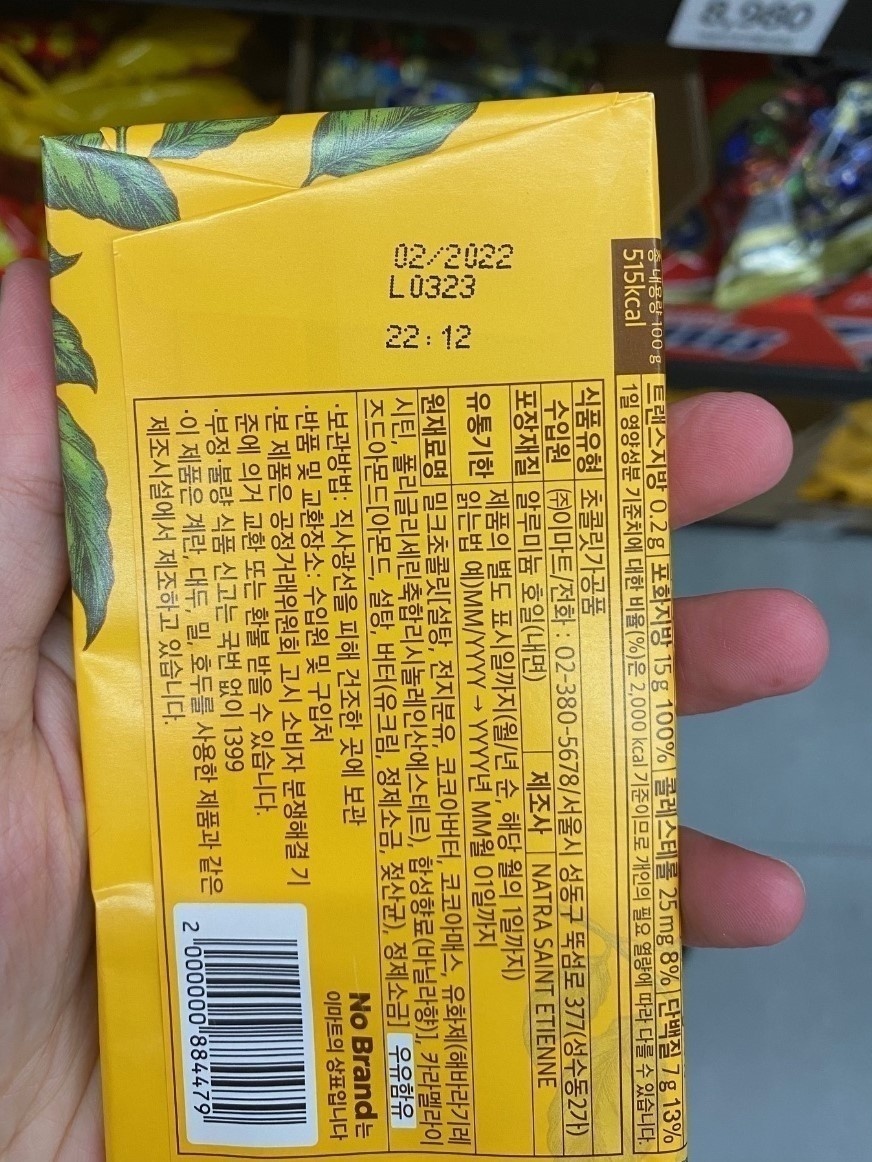 8,980
02/2022
L0323
22:12
총 내용량 100 g
515kcal
트랜스지방 0.2 g 포화지방 15 g 100% 콜레스테롤 25 mg 8% 단백질 7 g 13%
1일 영양성분 기준치에 대한 비율(%)은 2,000 kcal 기준이므로 개인의 필요 열량에 따라 다를 수 있습니다.
식품유형 초콜릿가공품
수입원 ㈜이마트/전화 : 02-380-5678/서울시 성동구 뚝섬로 377(성수동2가)
포장재질 알루미늄 호일(내면) 제조사 NATRA SAINT ETIENNE
유통기한 제품의 별도 표시일까지(월/년 순, 해당 월의 1일까지)
읽는법 예)MM/YYYY → YYYY년 MM월 01일까지
원재료명 밀크초콜릿[설탕, 전지분유, 코코아버터, 코코아매스, 유화제(해바라기레
시틴, 폴리글리세린축합리시놀레인산에스테르), 합성향료(바닐라향)], 카라멜라이
즈드아몬드[아몬드, 설탕, 버터(유크림, 정제소금, 젖산균), 정제소금] 우유함유
·보관방법: 직사광선을 피해 건조한 곳에 보관
·반품 및 교환장소: 수입원 및 구입처
·본 제품은 공정거래위원회 고시 소비자 분쟁해결 기
준에 의거 교환 또는 환불 받을 수 있습니다.
·부정·불량 식품 신고는 국번 없이 1399
·이 제품은 계란, 대두, 밀, 호두를 사용한 제품과 같은
제조시설에서 제조하고 있습니다.
No Brand는
이마트의 상표입니다
2 000000 884479